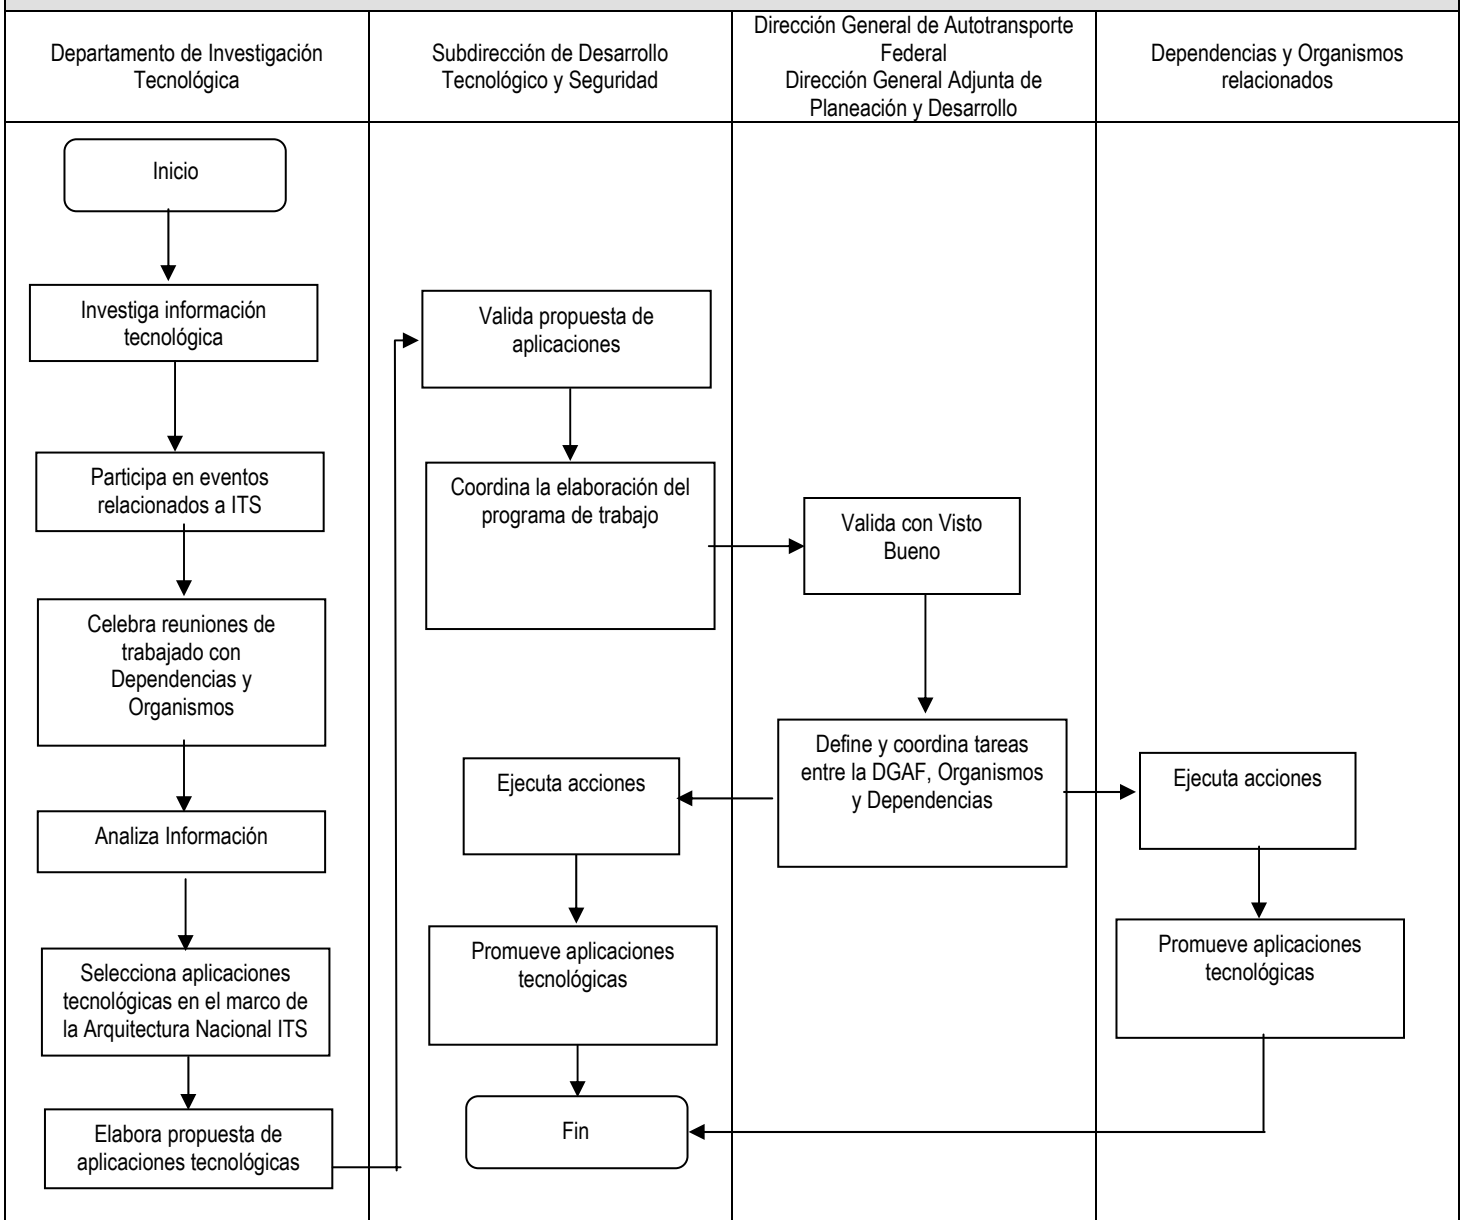 Departamento de Investigación
Tecnológica
Subdirección de Desarrollo
Tecnológico y Seguridad
Dirección General de Autotransporte
Federal
Dirección General Adjunta de
Planeación y Desarrollo
Dependencias y Organismos
relacionados
Inicio
Investiga información
tecnológica
Participa en eventos
relacionados a ITS
Celebra reuniones de
trabajado con
Dependencias y
Organismos
Analiza Información
Selecciona aplicaciones
tecnológicas en el marco de
la Arquitectura Nacional ITS
Elabora propuesta de
aplicaciones tecnológicas
Valida propuesta de
aplicaciones
Coordina la elaboración del
programa de trabajo
Valida con Visto
Bueno
Define y coordina tareas
entre la DGAF, Organismos
y Dependencias
Ejecuta acciones
Promueve aplicaciones
tecnológicas
Ejecuta acciones
Promueve aplicaciones
tecnológicas
Fin